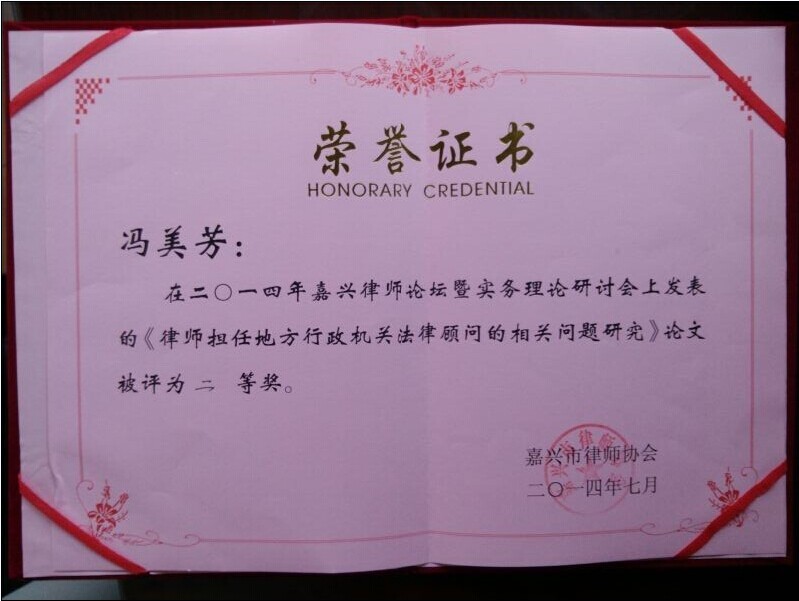 荣誉证书
HONORARY CREDENTIAL
冯美芳：
在二〇一四年嘉兴律师论坛暨实务理论研讨会上发表
的《律师担任地方行政机关法律顾问的相关问题研究》论文
被评为 二 等奖。
嘉兴市律师协会
二〇一四年七月